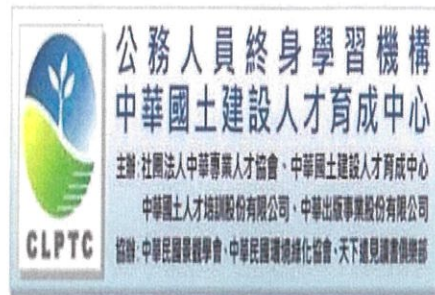 公務人員終身學習機構
中華國土建設人才育成中心
主辦:社團法人中華專業人才協會、中華國土建設人才育成中心
中華國土人才培訓股份有限公司、中華出版事業股份有限公司
協辦:中華民國景觀學會、中華民國環境綠化協會、天下遠見讀書俱樂部
CLPTC